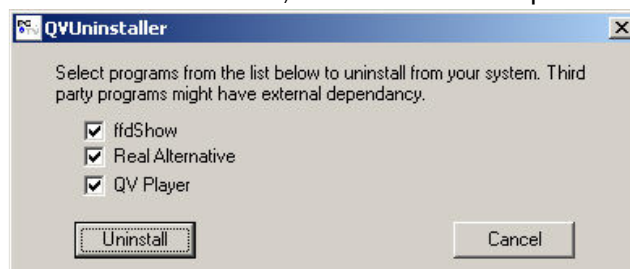 QVUninstaller
Select programs from the list below to uninstall from your system. Third
party programs might have external dependancy.
ffdShow
Real Alternative
QV Player
Uninstall
Cancel